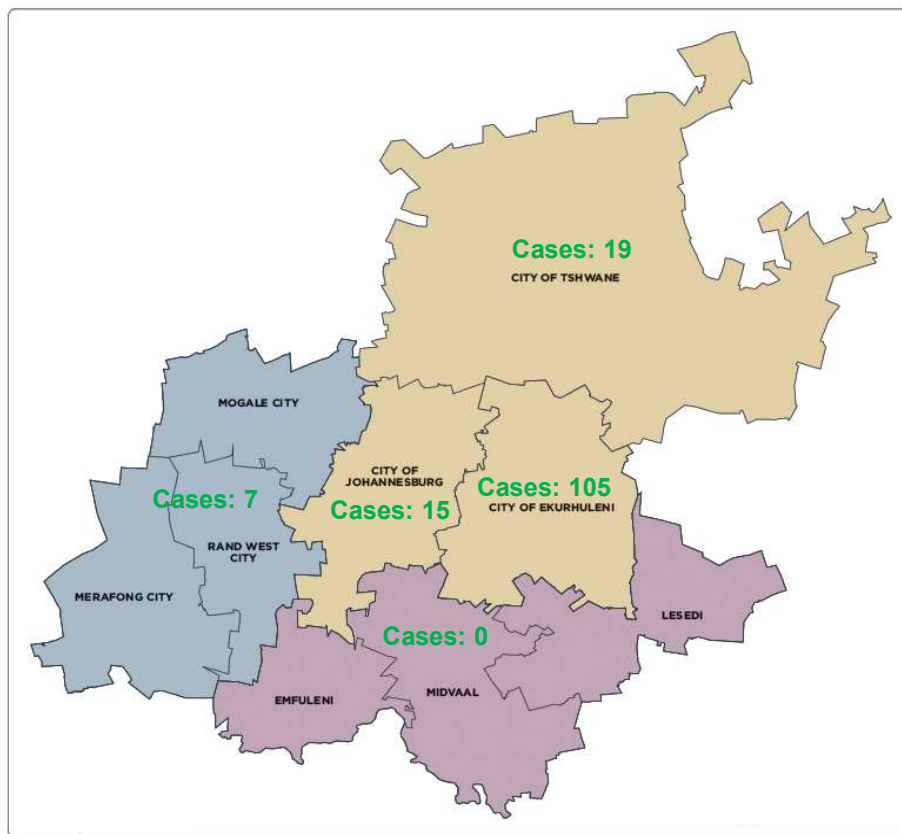 Cases: 19
CITY OF TSHWANE
MOGALE CITY
CITY OF
JOHANNESBURG
Cases: 15
Cases: 105
CITY OF EKURHULENI
Cases: 7
RAND WEST
CITY
MERAFONG CITY
LESEDI
Cases: 0
MIDVAAL
EMFULENI